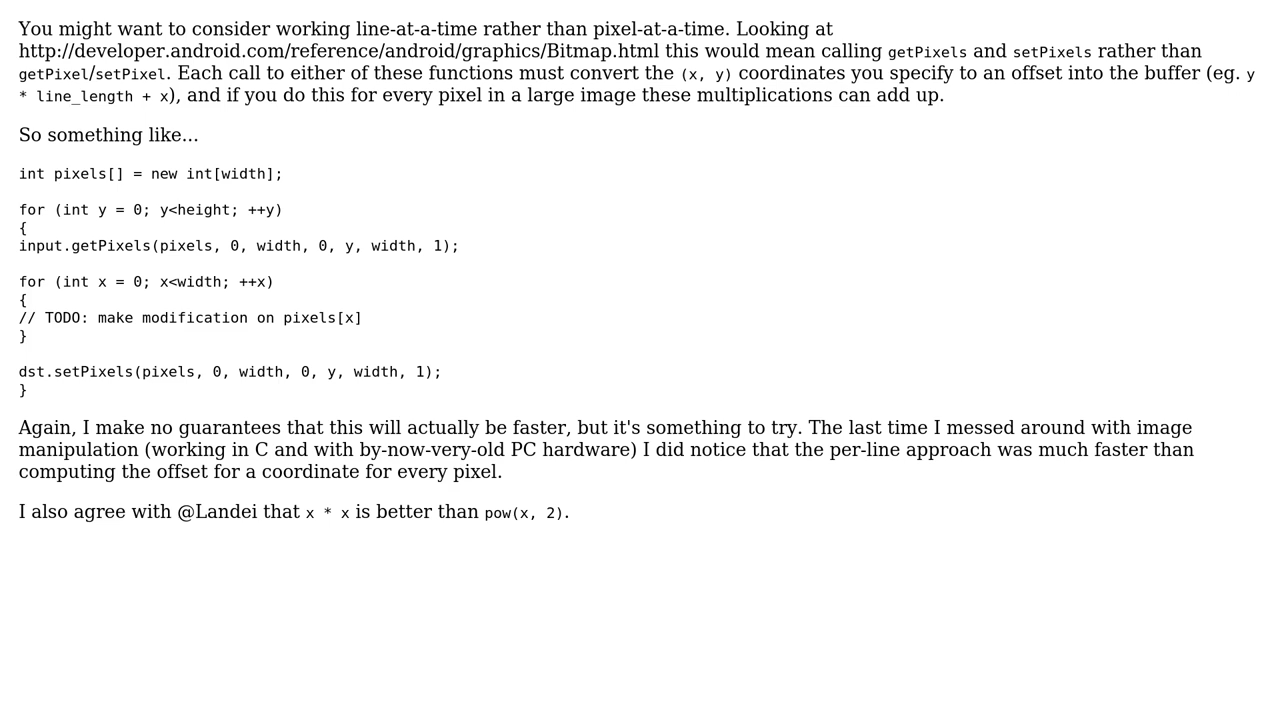 You might want to consider working line-at-a-time rather than pixel-at-a-time. Looking at
http://developer.android.com/reference/android/graphics/Bitmap.html this would mean calling getPixels and setPixels rather than
getPixel/setPixel. Each call to either of these functions must convert the (x, y) coordinates you specify to an offset into the buffer (eg. y
* line_length + x), and if you do this for every pixel in a large image these multiplications can add up.
So something like...
int pixels[] = new int[width];
for (int y = 0; y<height; ++y)
{
input.getPixels(pixels, 0, width, 0, y, width, 1);
for (int x = 0; x<width; ++x)
{
// TODO: make modification on pixels[x]
}
dst.setPixels(pixels, 0, width, 0, y, width, 1);
}
Again, I make no guarantees that this will actually be faster, but it's something to try. The last time I messed around with image
manipulation (working in C and with by-now-very-old PC hardware) I did notice that the per-line approach was much faster than
computing the offset for a coordinate for every pixel.
I also agree with @Landei that x * x is better than pow(x, 2).